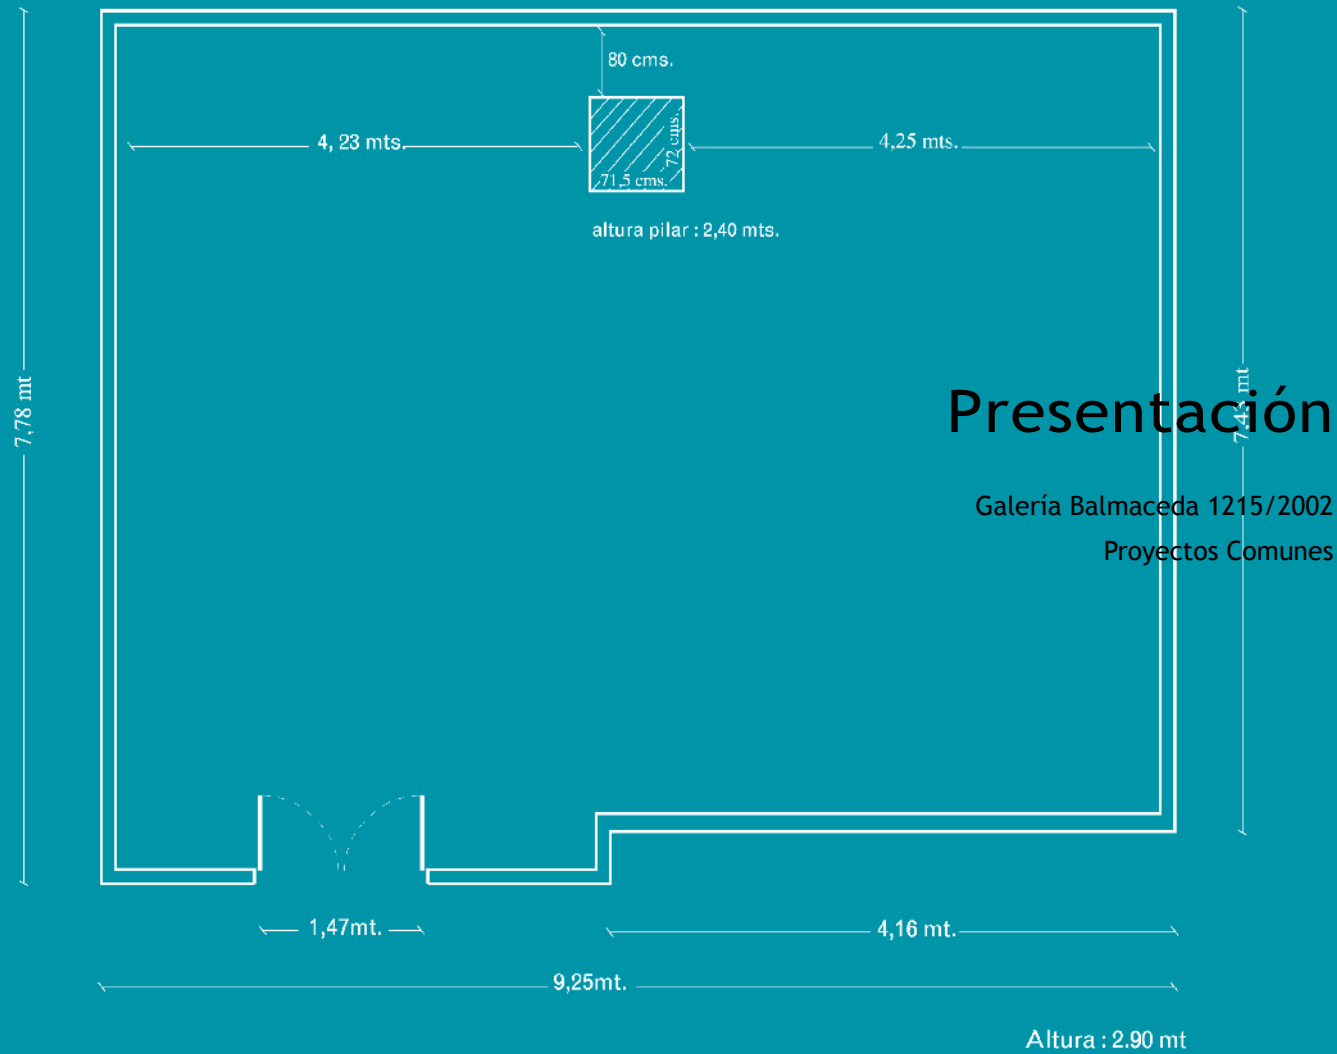 80 cms.
4, 23 mts.
72 cms.
4,25 mts.
71,5 cms.
altura pilar : 2,40 mts.
7,78 mt
7,43 mt
Presentación
Galería Balmaceda 1215/2002
Proyectos Comunes
1,47mt.
4,16 mt.
9,25mt.
Altura : 2.90 mt